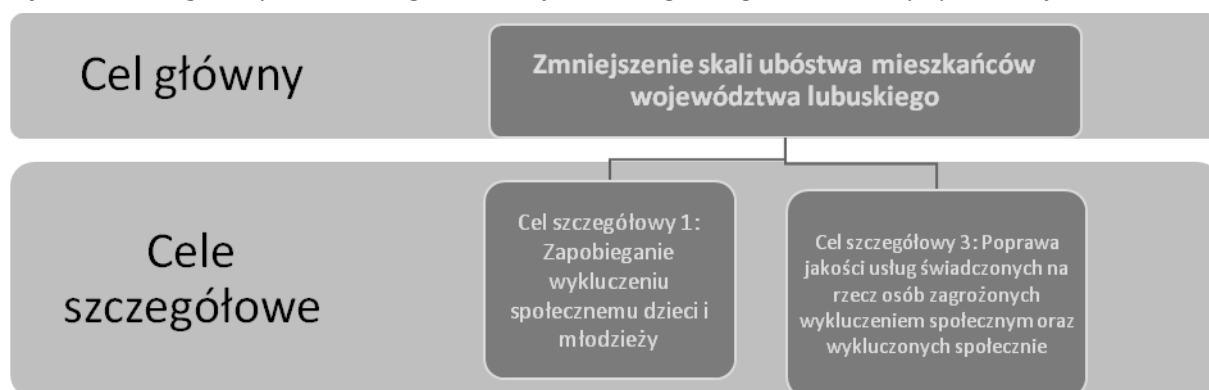 Cel główny
Zmniejszenie skali ubóstwa mieszkańców
województwa lubuskiego
Cele
szczegółowe
Cel szczegółowy 1:
Zapobieganie
wykluczeniu
społecznemu dzieci i
młodzieży
Cel szczegółowy 3: Poprawa
jakości usług świadczonych na
rzecz osób zagrożonych
wykluczeniem społecznym oraz
wykluczonych społecznie